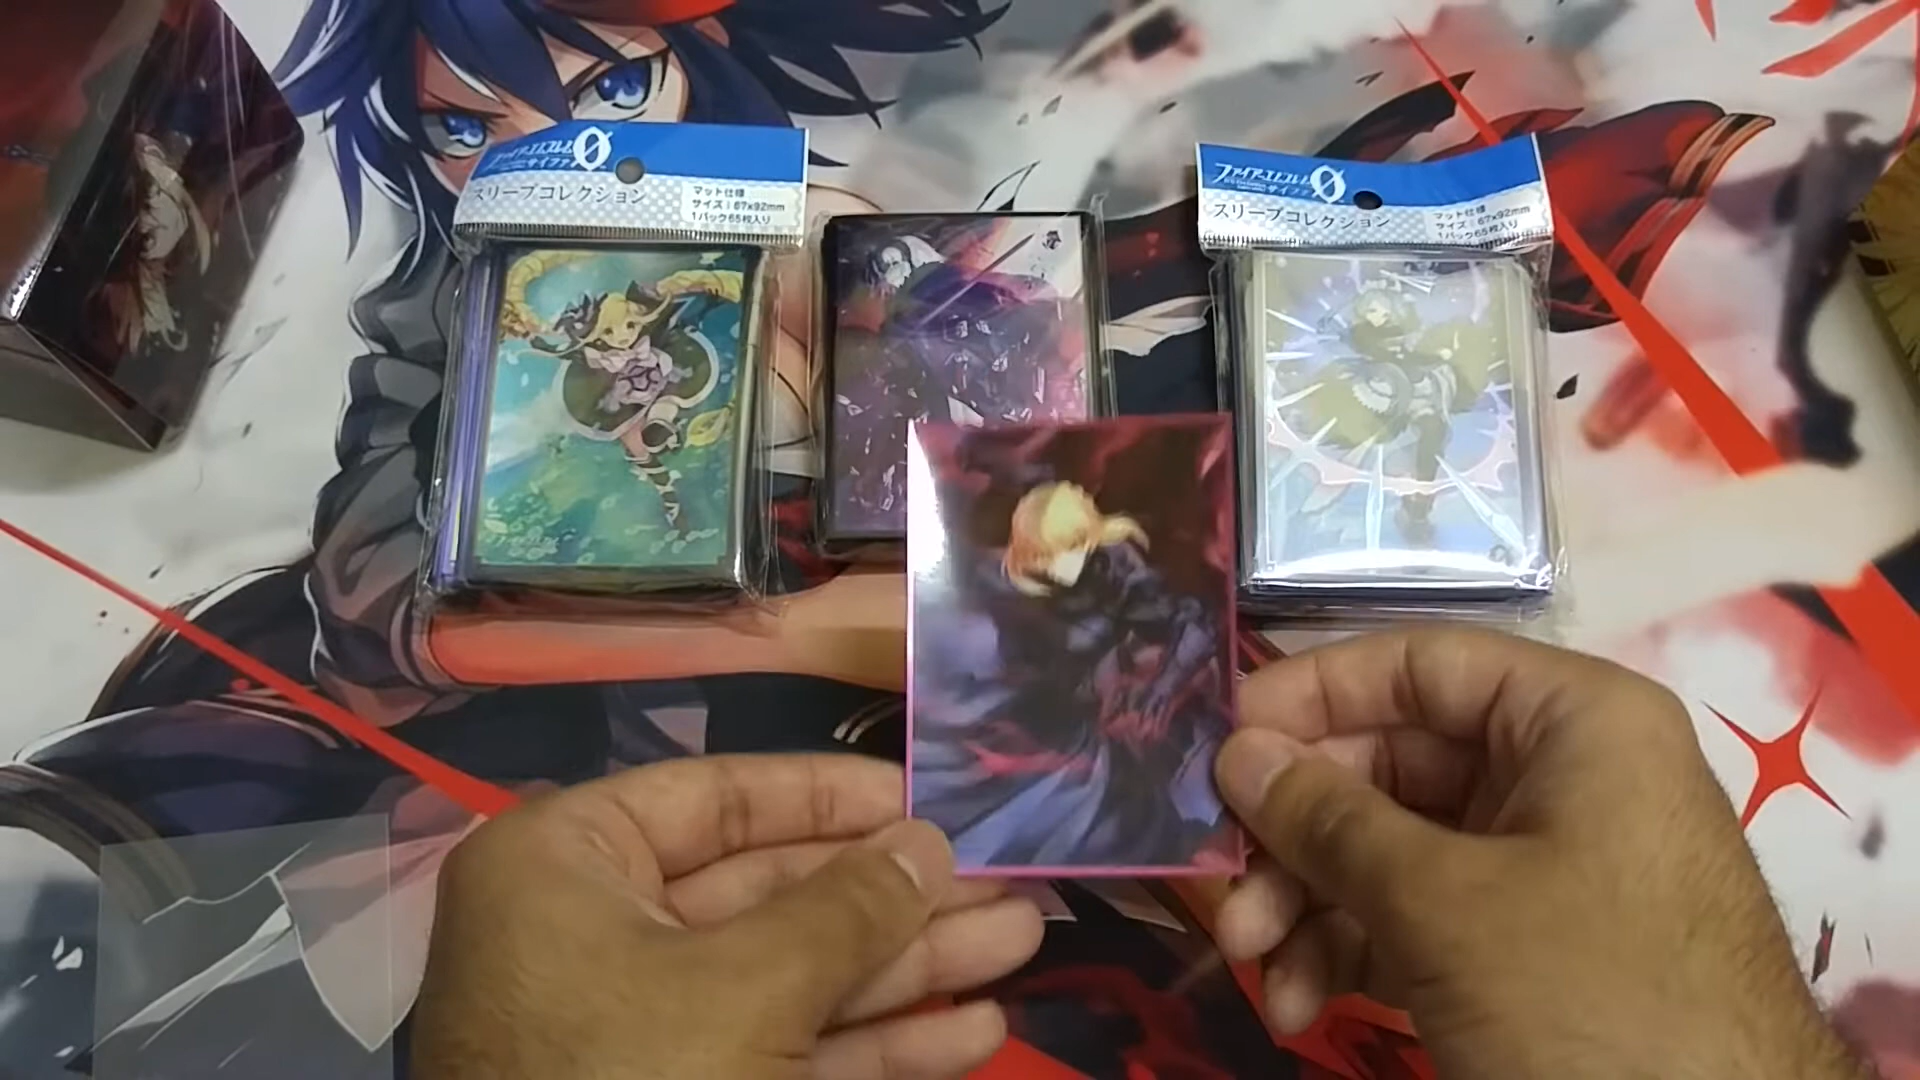 ファイアーエムブレム0
サイファ
スリーブコレクション
マット仕様
サイズ：67×92mm
1パック65枚入り
ファイアーエムブレム0
サイファ
スリーブコレクション
マット仕様
サイズ：67×92mm
1パック65枚入り